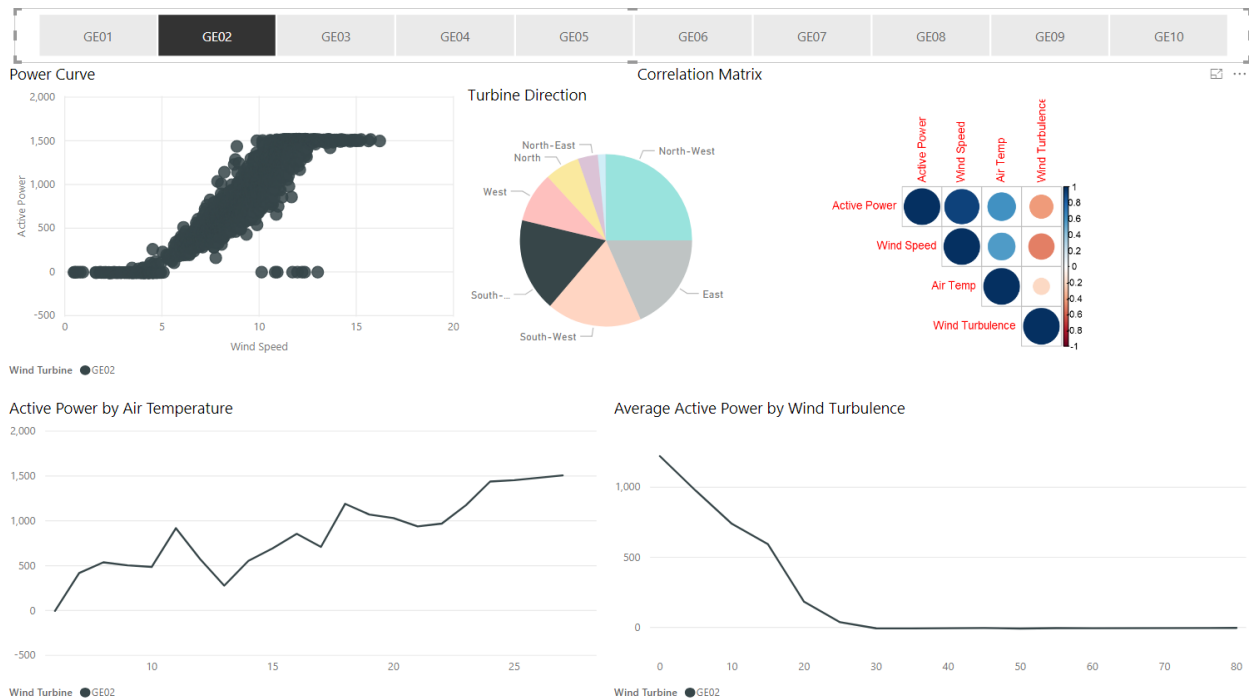 GE01 GE02 GE03 GE04 GE05 GE06 GE07 GE08 GE09 GE10
Power Curve
2,000
1,500
1,000
500
0
-500
Active Power
0 5 10 15 20
Wind Speed
Wind Turbine GE02
Turbine Direction
North-East
North
West
South-...
South-West
East
North-West
Correlation Matrix
Active Power
Wind Speed
Air Temp
Wind Turbulence
Active Power
Wind Speed
Air Temp
Wind Turbulence
1
0.8
0.6
0.4
0.2
0
-0.2
-0.4
-0.6
-0.8
-1
Active Power by Air Temperature
2,000
1,500
1,000
500
0
-500
10 15 20 25
Wind Turbine GE02
Average Active Power by Wind Turbulence
1,000
500
0
0 10 20 30 40 50 60 70 80
Wind Turbine GE02